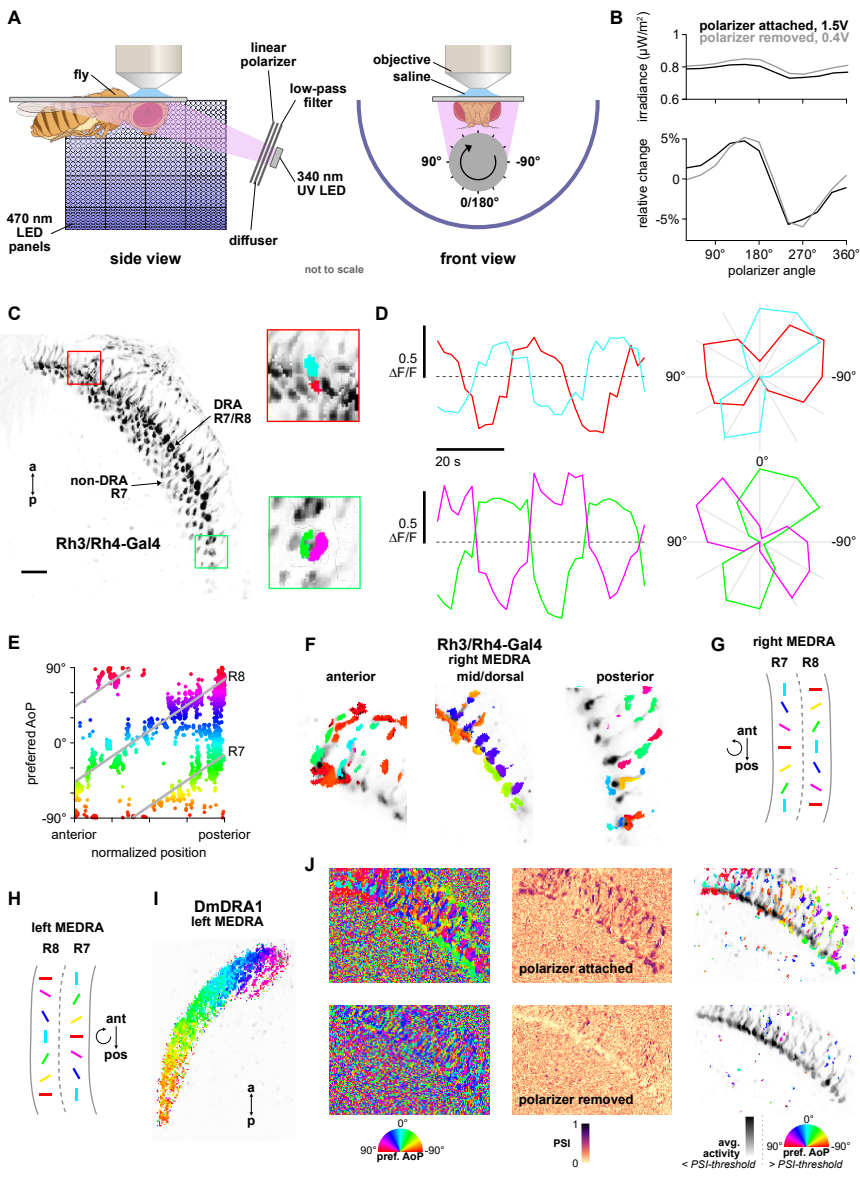 A
linear
polarizer
low-pass
filter
fly
340 nm
UV LED
470 nm
LED
panels
diffuser
side view
not to scale
objective
saline
90°
-90°
0/180°
front view
B
polarizer attached, 1.5V
polarizer removed, 0.4V
irradiance (µW/m²)
1
0.8
0.6
relative change
5%
0
-5%
90°
180°
270°
360°
polarizer angle
C
DRA
R7/R8
non-DRA
R7
a
p
Rh3/Rh4-Gal4
D
0.5
ΔF/F
20 s
90°
-90°
0°
0.5
ΔF/F
90°
-90°
E
preferred AoP
90°
0°
-90°
R8
R7
anterior
posterior
normalized position
F
Rh3/Rh4-Gal4
right MEDRA
anterior
mid/dorsal
posterior
G
right MEDRA
R7
R8
ant
pos
H
left MEDRA
R8
R7
ant
pos
I
DmDRA1
left MEDRA
a
p
J
polarizer attached
polarizer removed
0°
90°
-90°
pref. AoP
PSI
1
0
avg.
activity
< PSI-threshold
0°
90°
-90°
pref. AoP
> PSI-threshold